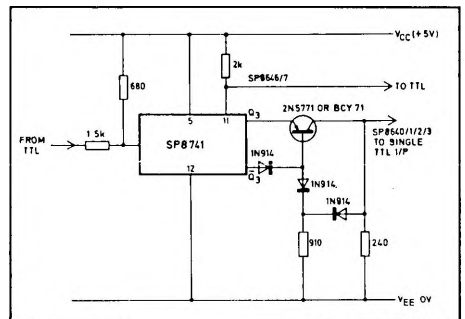 VCC (+5V)
2k
SP8646/7
TO TTL
680
5
11
Q3
2N5771 OR BCY 71
SP8640/1/2/3
TO SINGLE
TTL I/P
FROM
TTL
1 5k
SP8741
1N914
Q̅3
12
1N914.
1N914
910
240
VEE 0V